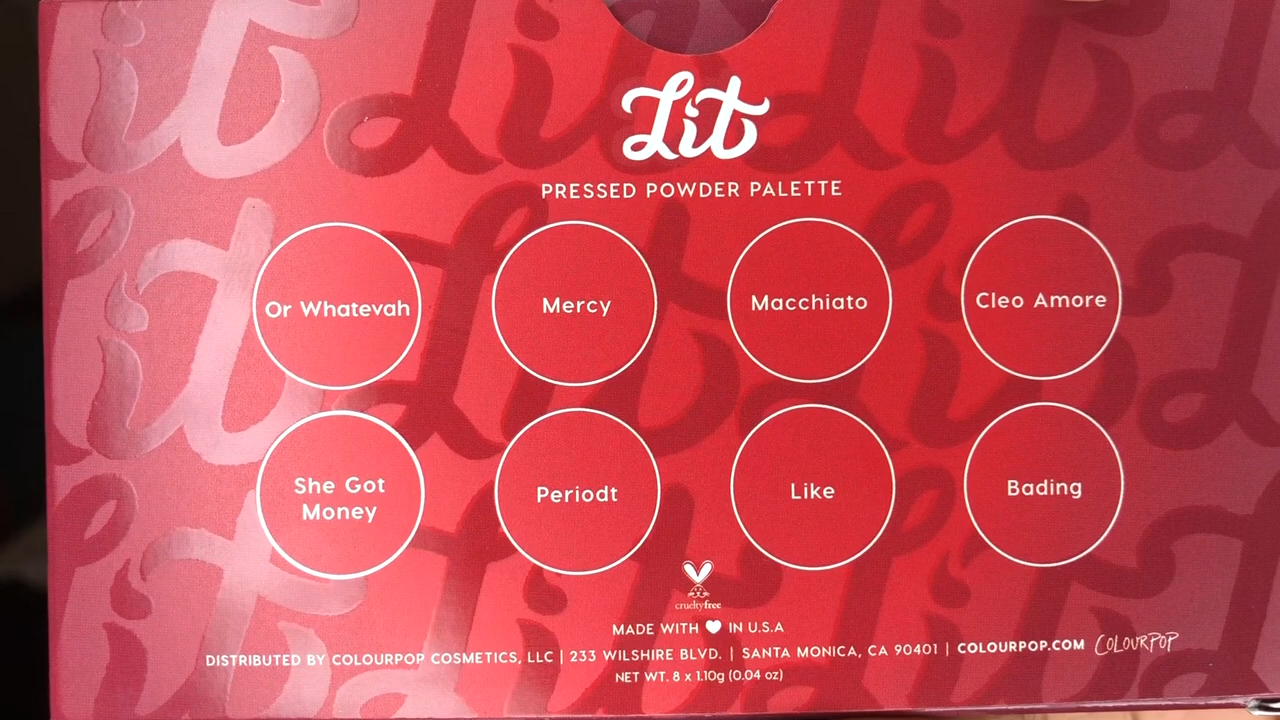 Lit
PRESSED POWDER PALETTE
Or Whatevah
Mercy
Macchiato
Cleo Amore
She Got
Money
Periodt
Like
Bading
crueltyfree
MADE WITH ♥ IN U.S.A
DISTRIBUTED BY COLOURPOP COSMETICS, LLC | 233 WILSHIRE BLVD. | SANTA MONICA, CA 90401 | COLOURPOP.COM COLOURPOP
NET WT. 8 x 1.10g (0.04 oz)